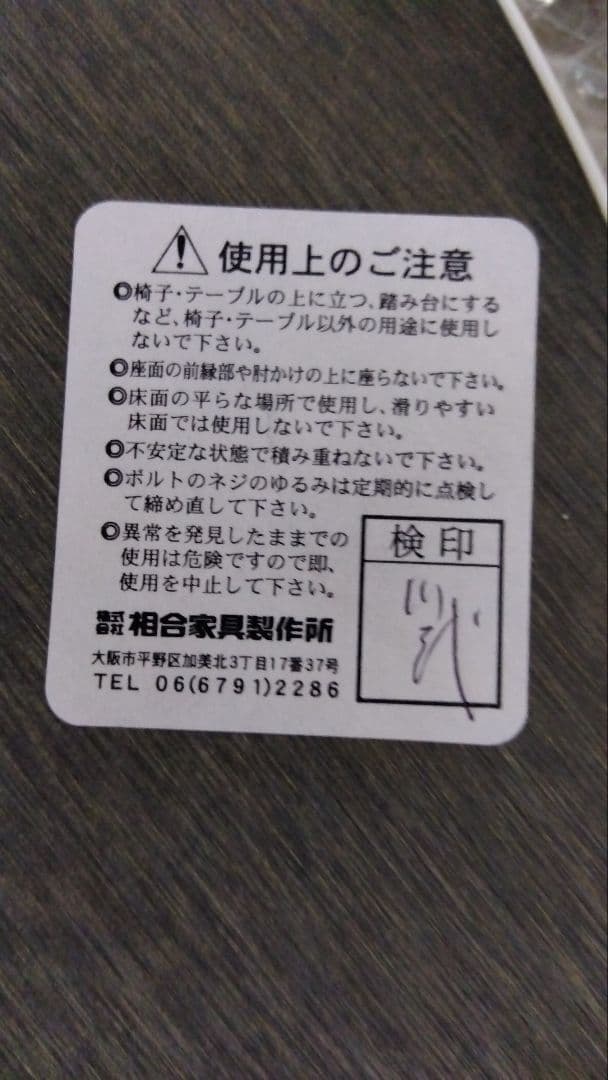 使用上のご注意
◎椅子・テーブルの上に立つ、踏み台にする
など、椅子・テーブル以外の用途に使用し
ないで下さい。
◎座面の前縁部や肘かけの上に座らないで下さい。
◎床面の平らな場所で使用し、滑りやすい
床面では使用しないで下さい。
◎不安定な状態で積み重ねないで下さい。
◎ボルトのネジのゆるみは定期的に点検し
て締め直して下さい。
◎異常を発見したままでの
使用は危険ですので即、
使用を中止して下さい。
検印
株式会社 相合家具製作所
大阪市平野区加美北3丁目17番37号
TEL 06(6791)2286